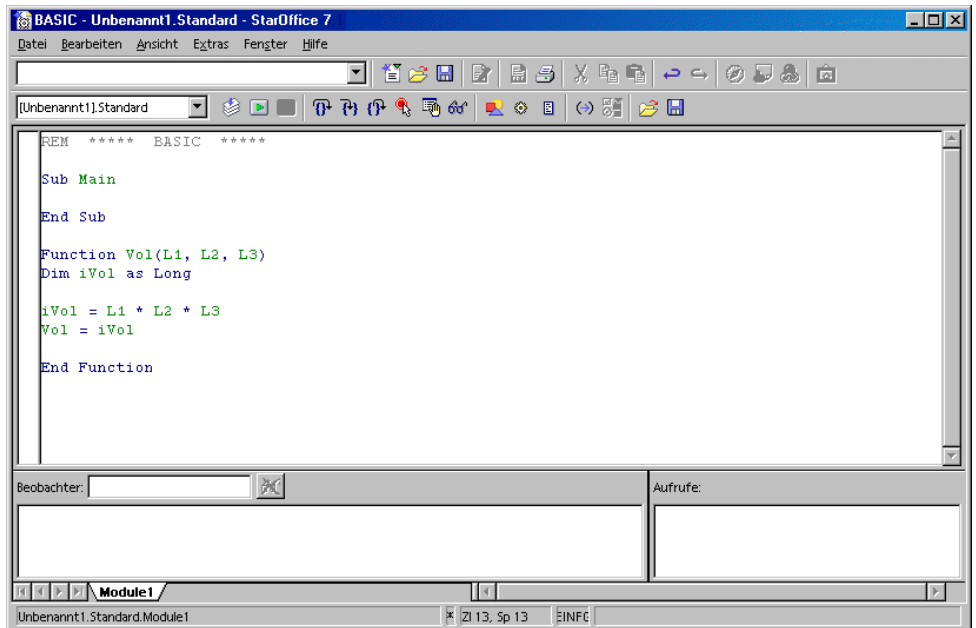 BASIC - Unbenannt1.Standard - StarOffice 7
Datei Bearbeiten Ansicht Extras Fenster Hilfe
[Unbenannt1].Standard
REM ***** BASIC *****
Sub Main
End Sub
Function Vol(L1, L2, L3)
Dim iVol as Long
iVol = L1 * L2 * L3
Vol = iVol
End Function
Beobachter:
Aufrufe:
Module1
Unbenannt1.Standard.Module1
* Zl 13, Sp 13 EINFG